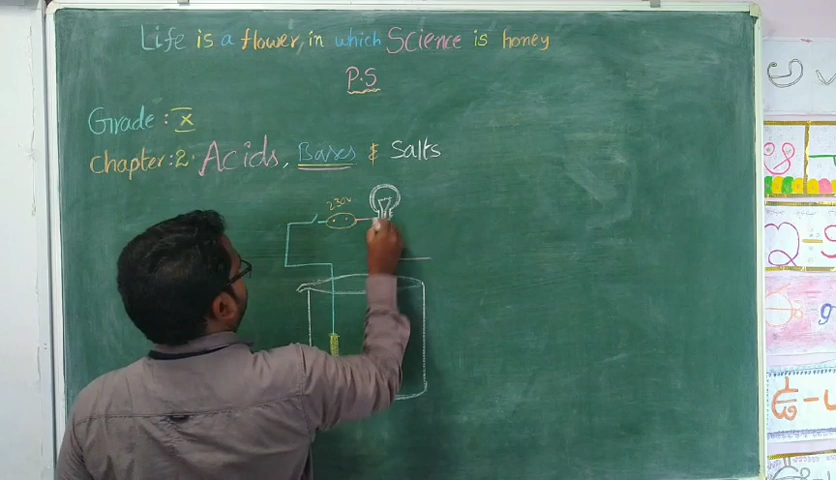 Life is a flower, in which Science is honey
P.S
Grade : X
Chapter:2. Acids, Bases & Salts
230V